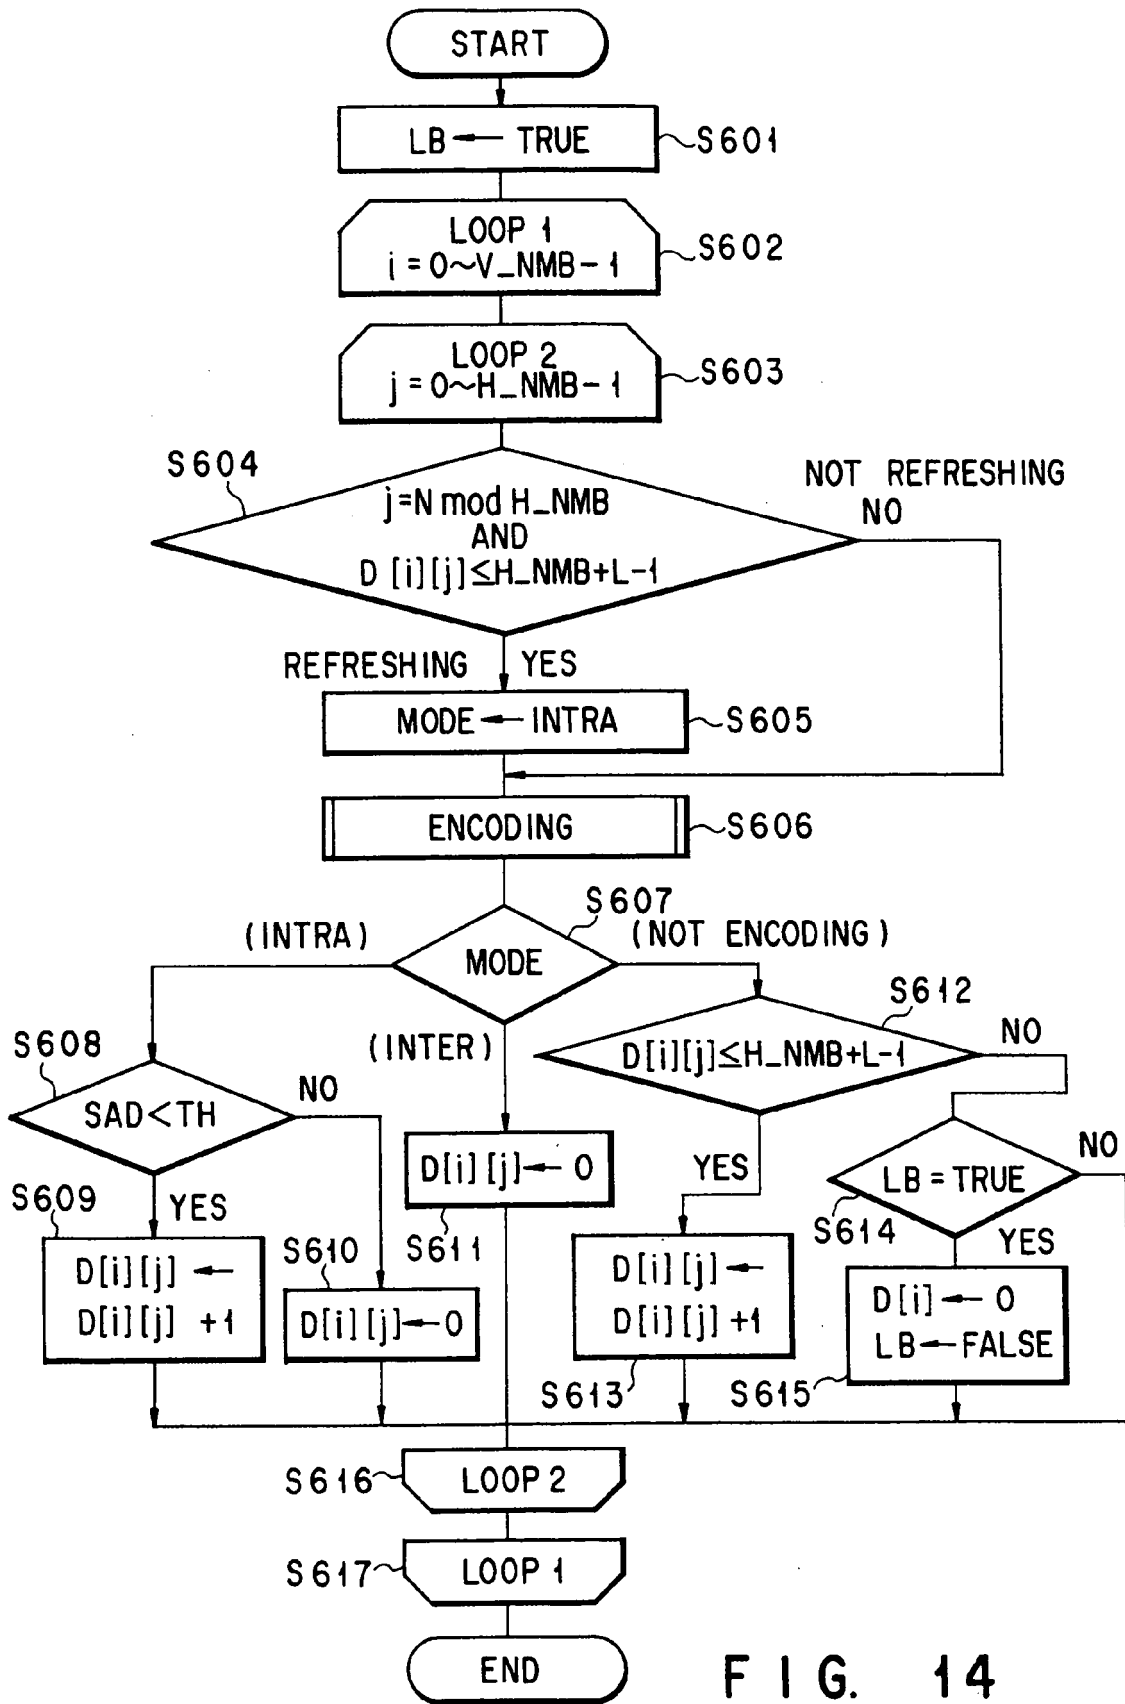 START
LB ← TRUE
S601
LOOP 1
i = 0~V_NMB-1
S602
LOOP 2
j = 0~H_NMB-1
S603
S604
j=N mod H_NMB
AND
D [i][j]≤H_NMB+L-1
NOT REFRESHING
NO
REFRESHING
YES
MODE ← INTRA
S605
ENCODING
S606
S607
(INTRA)
MODE
(NOT ENCODING)
(INTER)
S612
D[i][j]≤H_NMB+L-1
NO
S608
SAD<TH
NO
YES
S609
D[i][j] ←
D[i][j] +1
S610
D[i][j]←0
D[i][j]← 0
S611
YES
D[i][j] ←
D[i][j]+1
S613
LB = TRUE
NO
S614
YES
D[i] ← 0
LB ← FALSE
S615
S616
LOOP 2
S617
LOOP 1
END
FIG. 14